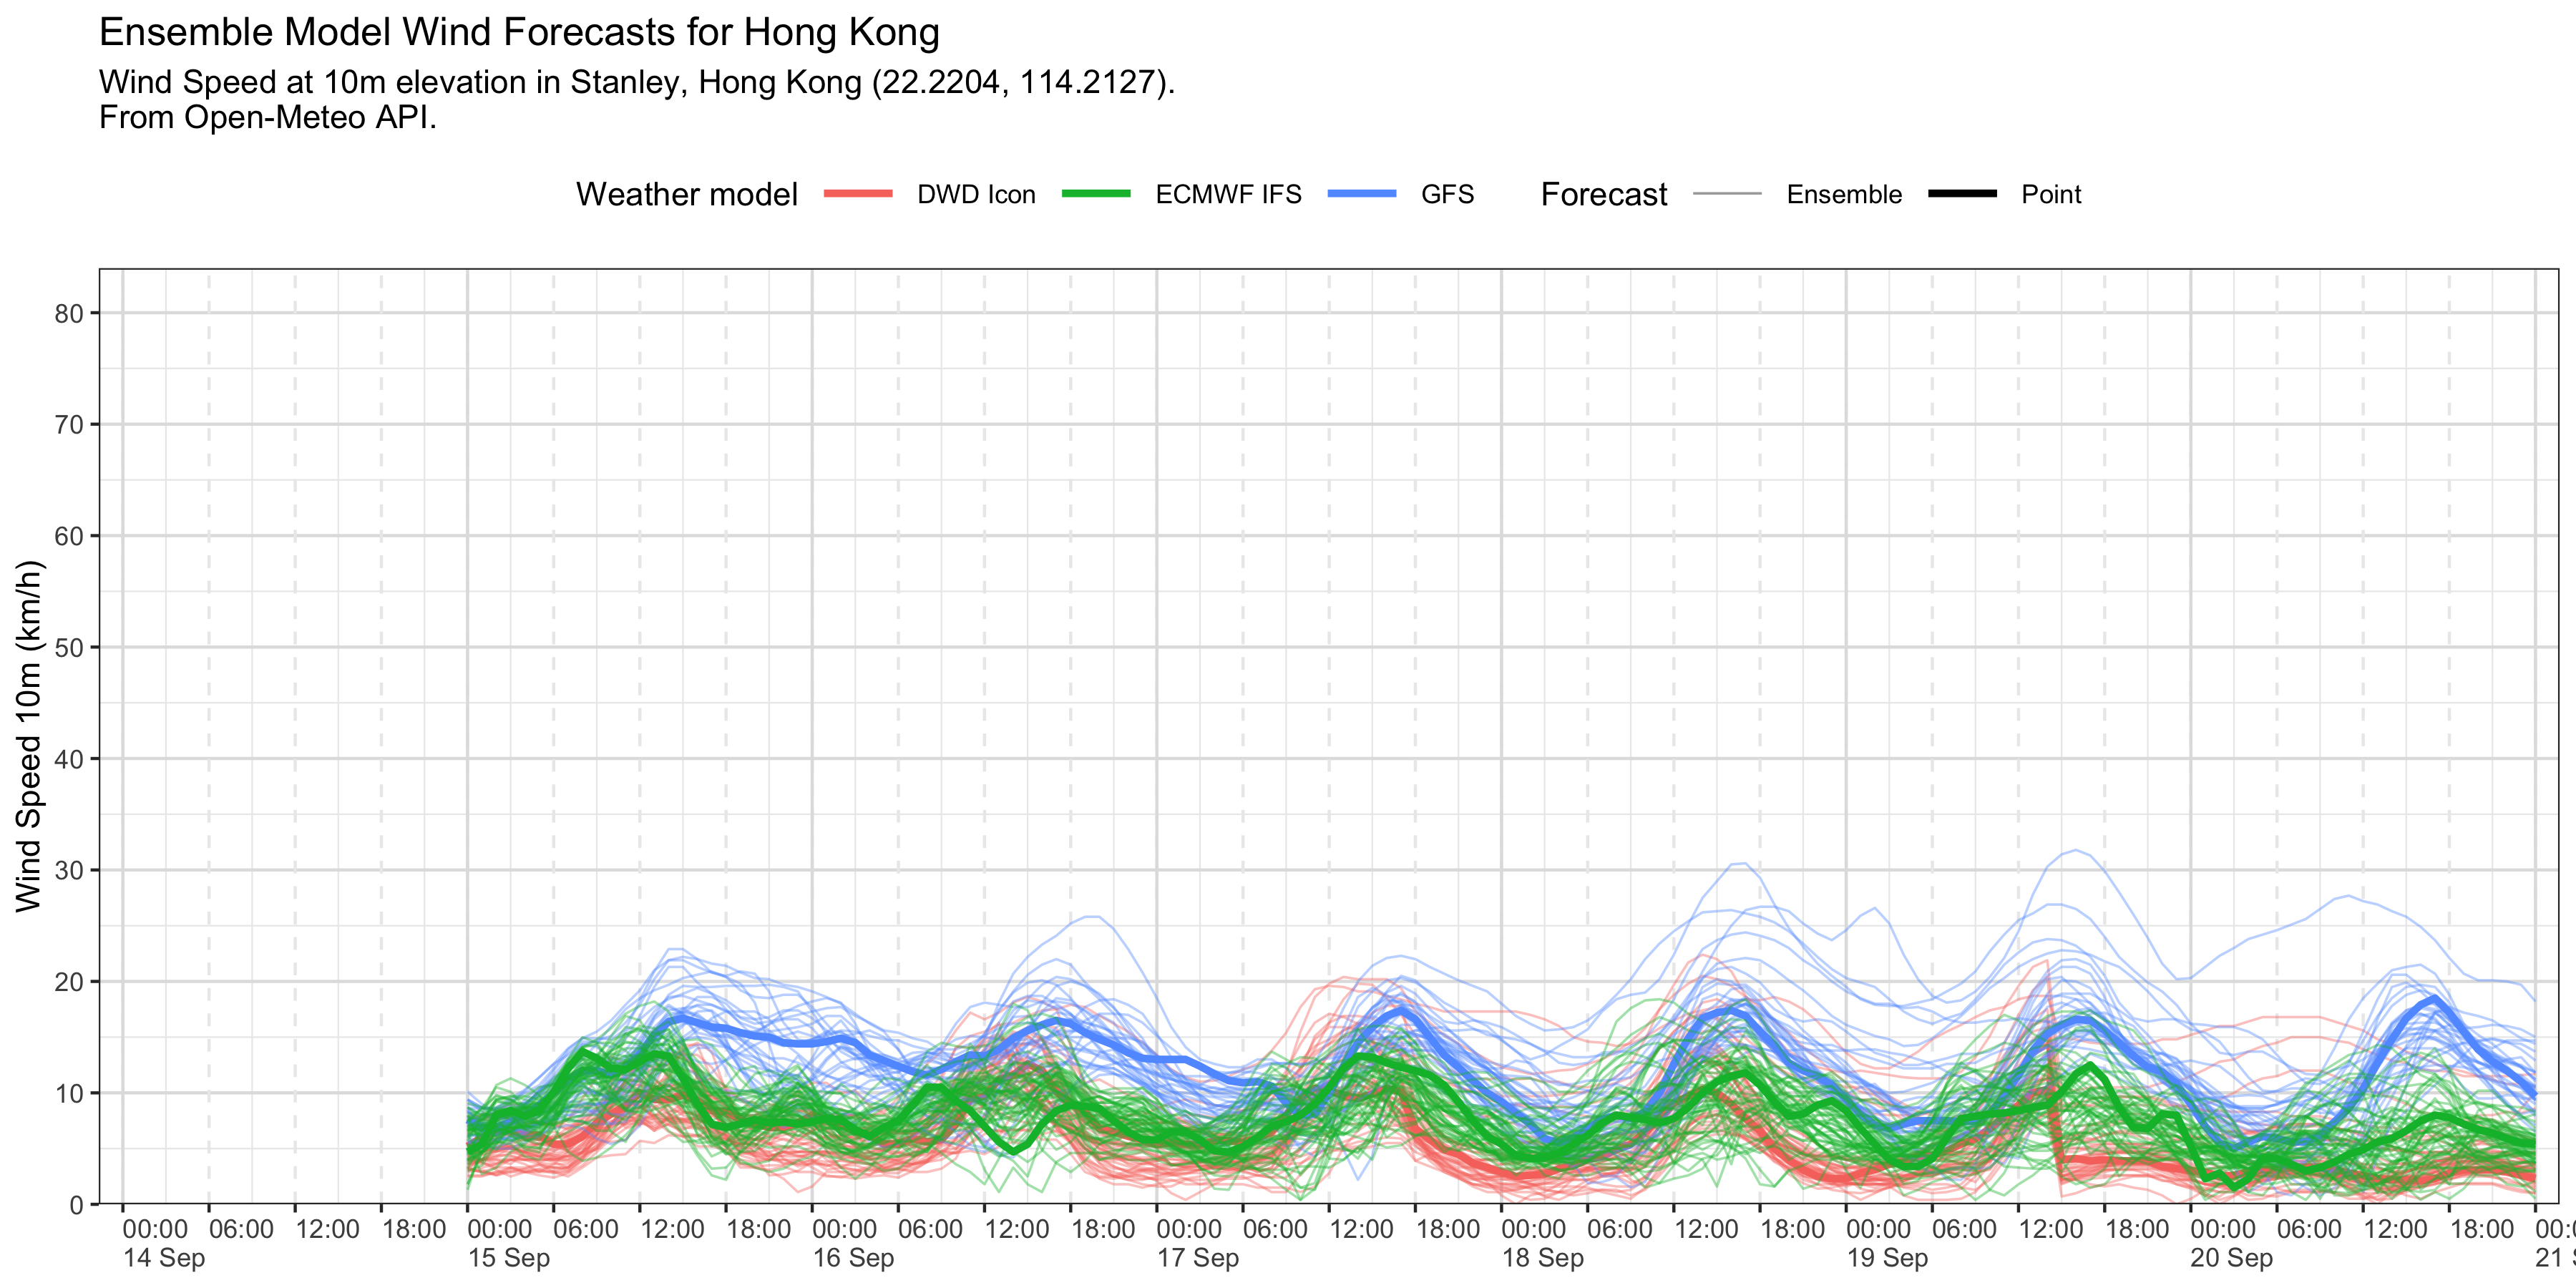 Ensemble Model Wind Forecasts for Hong Kong
Wind Speed at 10m elevation in Stanley, Hong Kong (22.2204, 114.2127).
From Open-Meteo API.
Weather model DWD Icon ECMWF IFS GFS Forecast Ensemble Point
Wind Speed 10m (km/h)
80
70
60
50
40
30
20
10
0
00:00 06:00 12:00 18:00 00:00 06:00 12:00 18:00 00:00 06:00 12:00 18:00 00:00 06:00 12:00 18:00 00:00 06:00 12:00 18:00 00:00 06:00 12:00 18:00 00:00 06:00 12:00 18:00
14 Sep 15 Sep 16 Sep 17 Sep 18 Sep 19 Sep 20 Sep 21